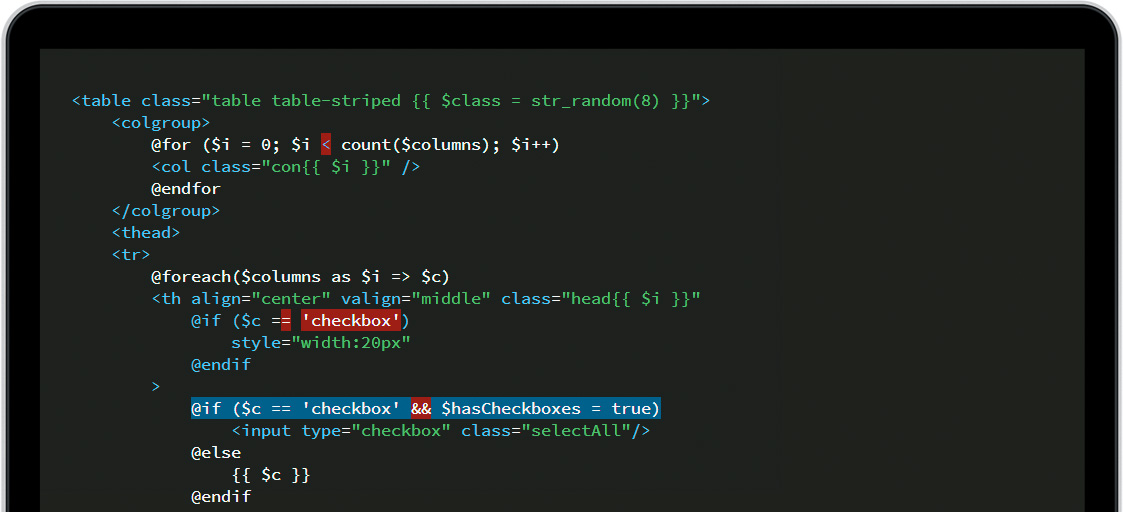 <table class="table table-striped {{ $class = str_random(8) }}">
<colgroup>
@for ($i = 0; $i < count($columns); $i++)
<col class="con{{ $i }}" />
@endfor
</colgroup>
<thead>
<tr>
@foreach($columns as $i => $c)
<th align="center" valign="middle" class="head{{ $i }}"
@if ($c == 'checkbox')
style="width:20px"
@endif
>
@if ($c == 'checkbox' && $hasCheckboxes = true)
<input type="checkbox" class="selectAll"/>
@else
{{ $c }}
@endif